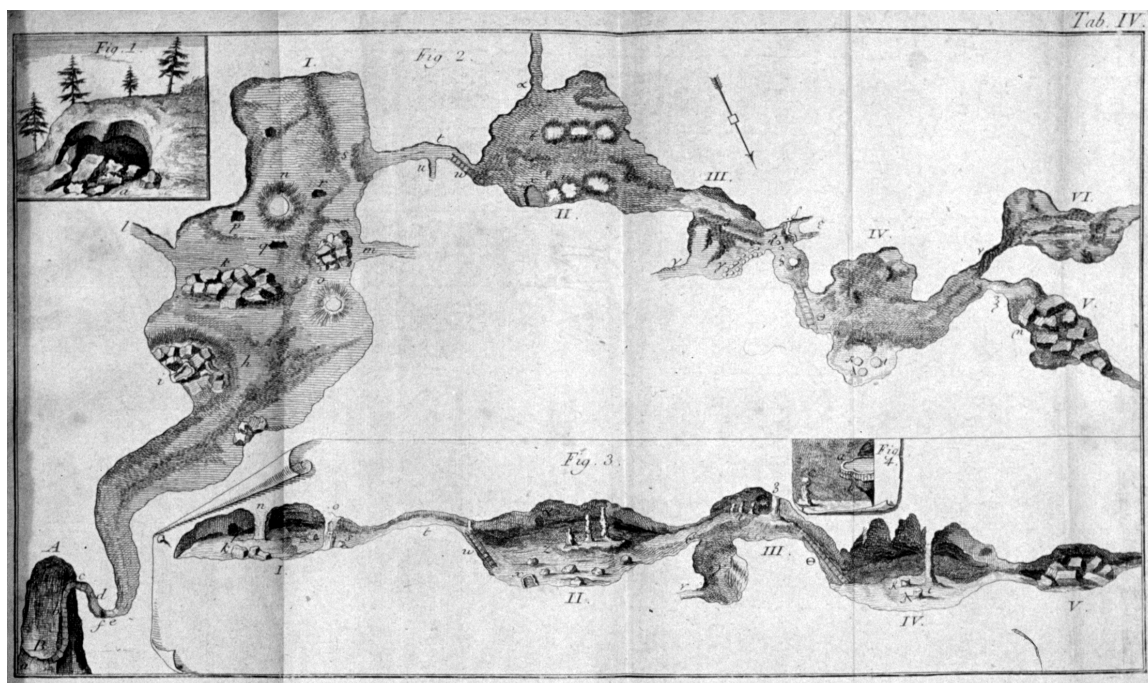 Tab. IV.
Fig. 1.
a
Fig. 2
I.
n
p
q
o
k
i
h
l
m
s
t
u
w
α
II.
III.
IV.
VI.
V.
A
B
a
c
d
e
f
Fig. 3.
n
o
k
I.
t
w
II.
III.
IV.
V.
Fig. 4.
a